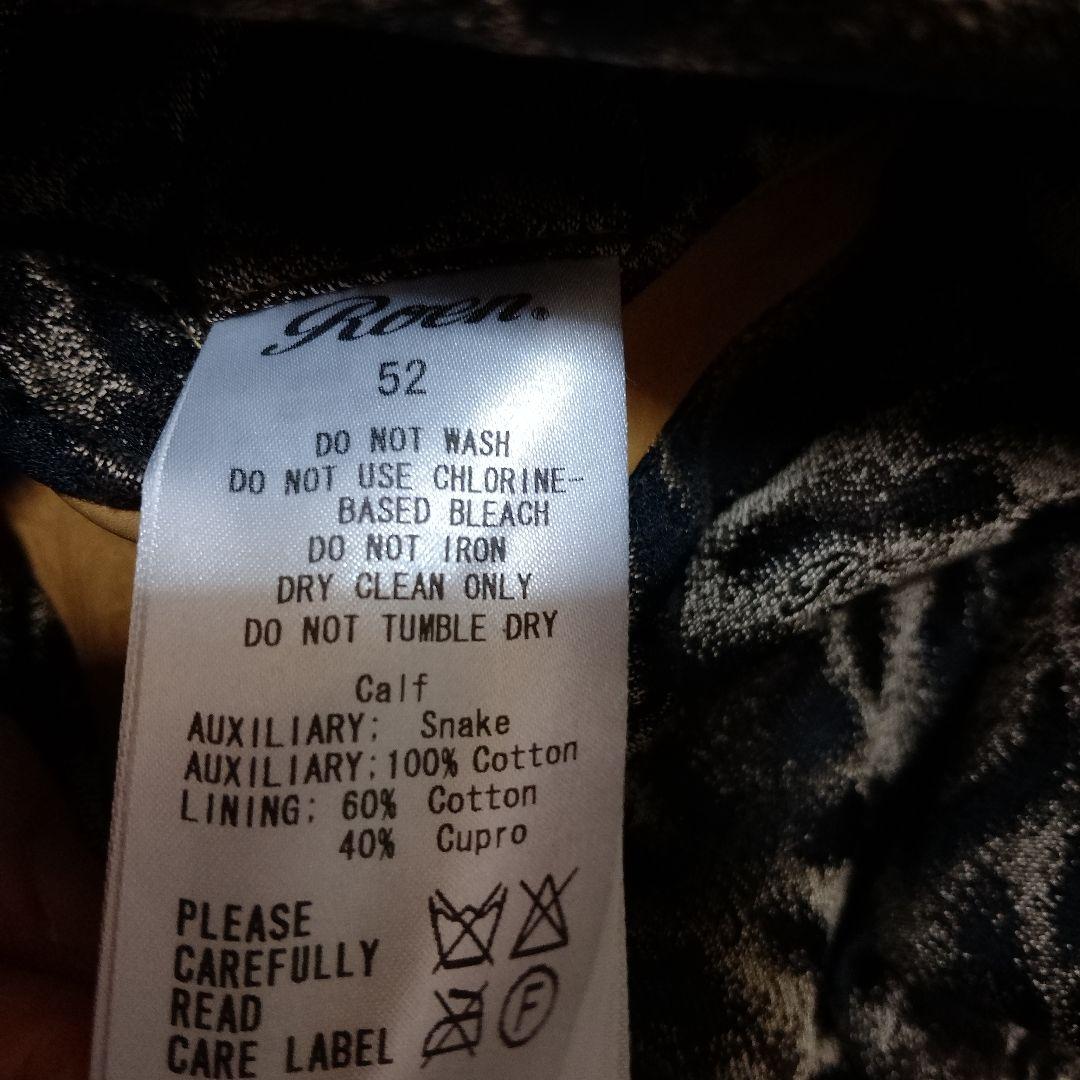 Roen.
52
DO NOT WASH
DO NOT USE CHLORINE-
BASED BLEACH
DO NOT IRON
DRY CLEAN ONLY
DO NOT TUMBLE DRY
Calf
AUXILIARY: Snake
AUXILIARY:100% Cotton
LINING: 60% Cotton
40% Cupro
PLEASE
CAREFULLY
READ
CARE LABEL
F